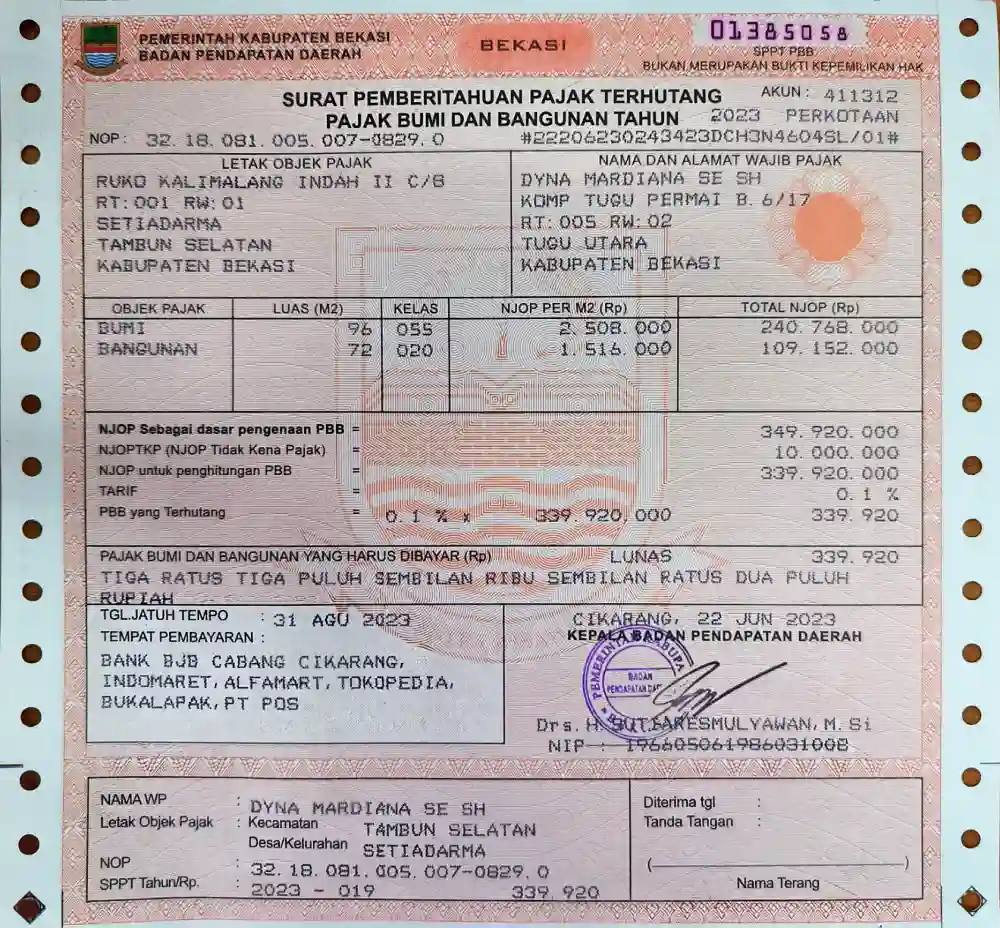 PEMERINTAH KABUPATEN BEKASI
BADAN PENDAPATAN DAERAH
BEKASI
01385058
SPPT PBB
BUKAN MERUPAKAN BUKTI KEPEMILIKAN HAK
SURAT PEMBERITAHUAN PAJAK TERHUTANG AKUN : 411312
PAJAK BUMI DAN BANGUNAN TAHUN 2023 PERKOTAAN
NOP : 32. 18. 081. 005. 007-0829. 0 #22206230243423DCH3N4604SL/01#
LETAK OBJEK PAJAK
RUKO KALIMALANG INDAH II C/8
RT: 001 RW: 01
SETIADARMA
TAMBUN SELATAN
KABUPATEN BEKASI
NAMA DAN ALAMAT WAJIB PAJAK
DYNA MARDIANA SE SH
KOMP TUGU PERMAI B. 6/17
RT: 005 RW: 02
TUGU UTARA
KABUPATEN BEKASI
OBJEK PAJAK LUAS (M2) KELAS NJOP PER M2 (Rp) TOTAL NJOP (Rp)
BUMI 96 055 2. 508. 000 240. 768. 000
BANGUNAN 72 020 1. 516. 000 109. 152. 000
NJOP Sebagai dasar pengenaan PBB = 349. 920. 000
NJOPTKP (NJOP Tidak Kena Pajak) = 10. 000. 000
NJOP untuk penghitungan PBB = 339. 920. 000
TARIF = 0. 1 %
PBB yang Terhutang = 0. 1 % x 339. 920. 000 339. 920
PAJAK BUMI DAN BANGUNAN YANG HARUS DIBAYAR (Rp) LUNAS 339. 920
TIGA RATUS TIGA PULUH SEMBILAN RIBU SEMBILAN RATUS DUA PULUH
RUPIAH
TGL.JATUH TEMPO : 31 AGU 2023
TEMPAT PEMBAYARAN :
BANK BJB CABANG CIKARANG,
INDOMARET, ALFAMART, TOKOPEDIA,
BUKALAPAK, PT POS
CIKARANG, 22 JUN 2023
KEPALA BADAN PENDAPATAN DAERAH
BADAN
Drs. H. SUTIARESMULYAWAN, M. Si
NIP : 196605061986031008
NAMA WP : DYNA MARDIANA SE SH
Letak Objek Pajak : Kecamatan TAMBUN SELATAN
Desa/Kelurahan SETIADARMA
NOP : 32. 18. 081. 005. 007-0829. 0
SPPT Tahun/Rp. : 2023 - 019 339. 920
Diterima tgl :
Tanda Tangan :
(                    )
Nama Terang